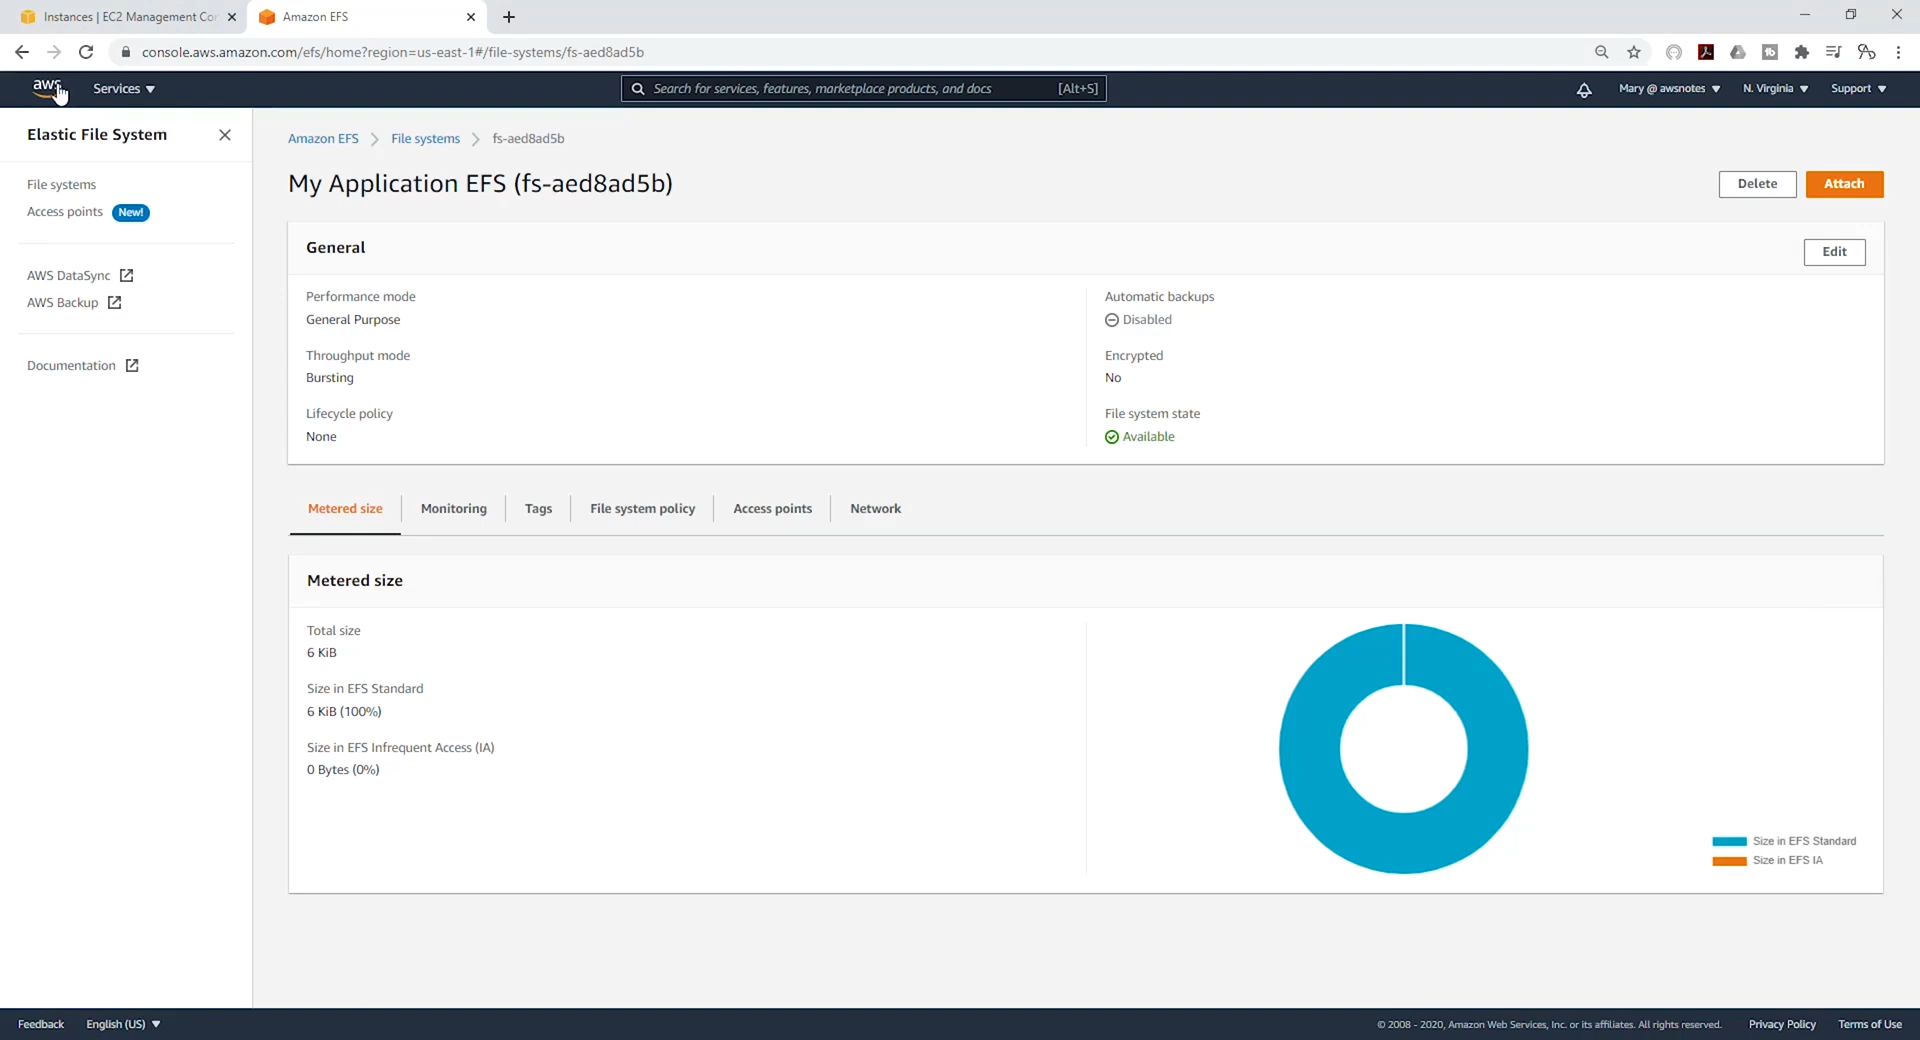 Instances | EC2 Management Cor
Amazon EFS
console.aws.amazon.com/efs/home?region=us-east-1#/file-systems/fs-aed8ad5b
aws
Services
Search for services, features, marketplace products, and docs
[Alt+S]
Mary @ awsnotes
N. Virginia
Support
Elastic File System
File systems
Access points
New!
AWS DataSync
AWS Backup
Documentation
Amazon EFS
File systems
fs-aed8ad5b
My Application EFS (fs-aed8ad5b)
Delete
Attach
General
Edit
Performance mode
General Purpose
Throughput mode
Bursting
Lifecycle policy
None
Automatic backups
Disabled
Encrypted
No
File system state
Available
Metered size
Monitoring
Tags
File system policy
Access points
Network
Metered size
Total size
6 KiB
Size in EFS Standard
6 KiB (100%)
Size in EFS Infrequent Access (IA)
0 Bytes (0%)
Size in EFS Standard
Size in EFS IA
Feedback
English (US)
© 2008 - 2020, Amazon Web Services, Inc. or its affiliates. All rights reserved.
Privacy Policy
Terms of Use